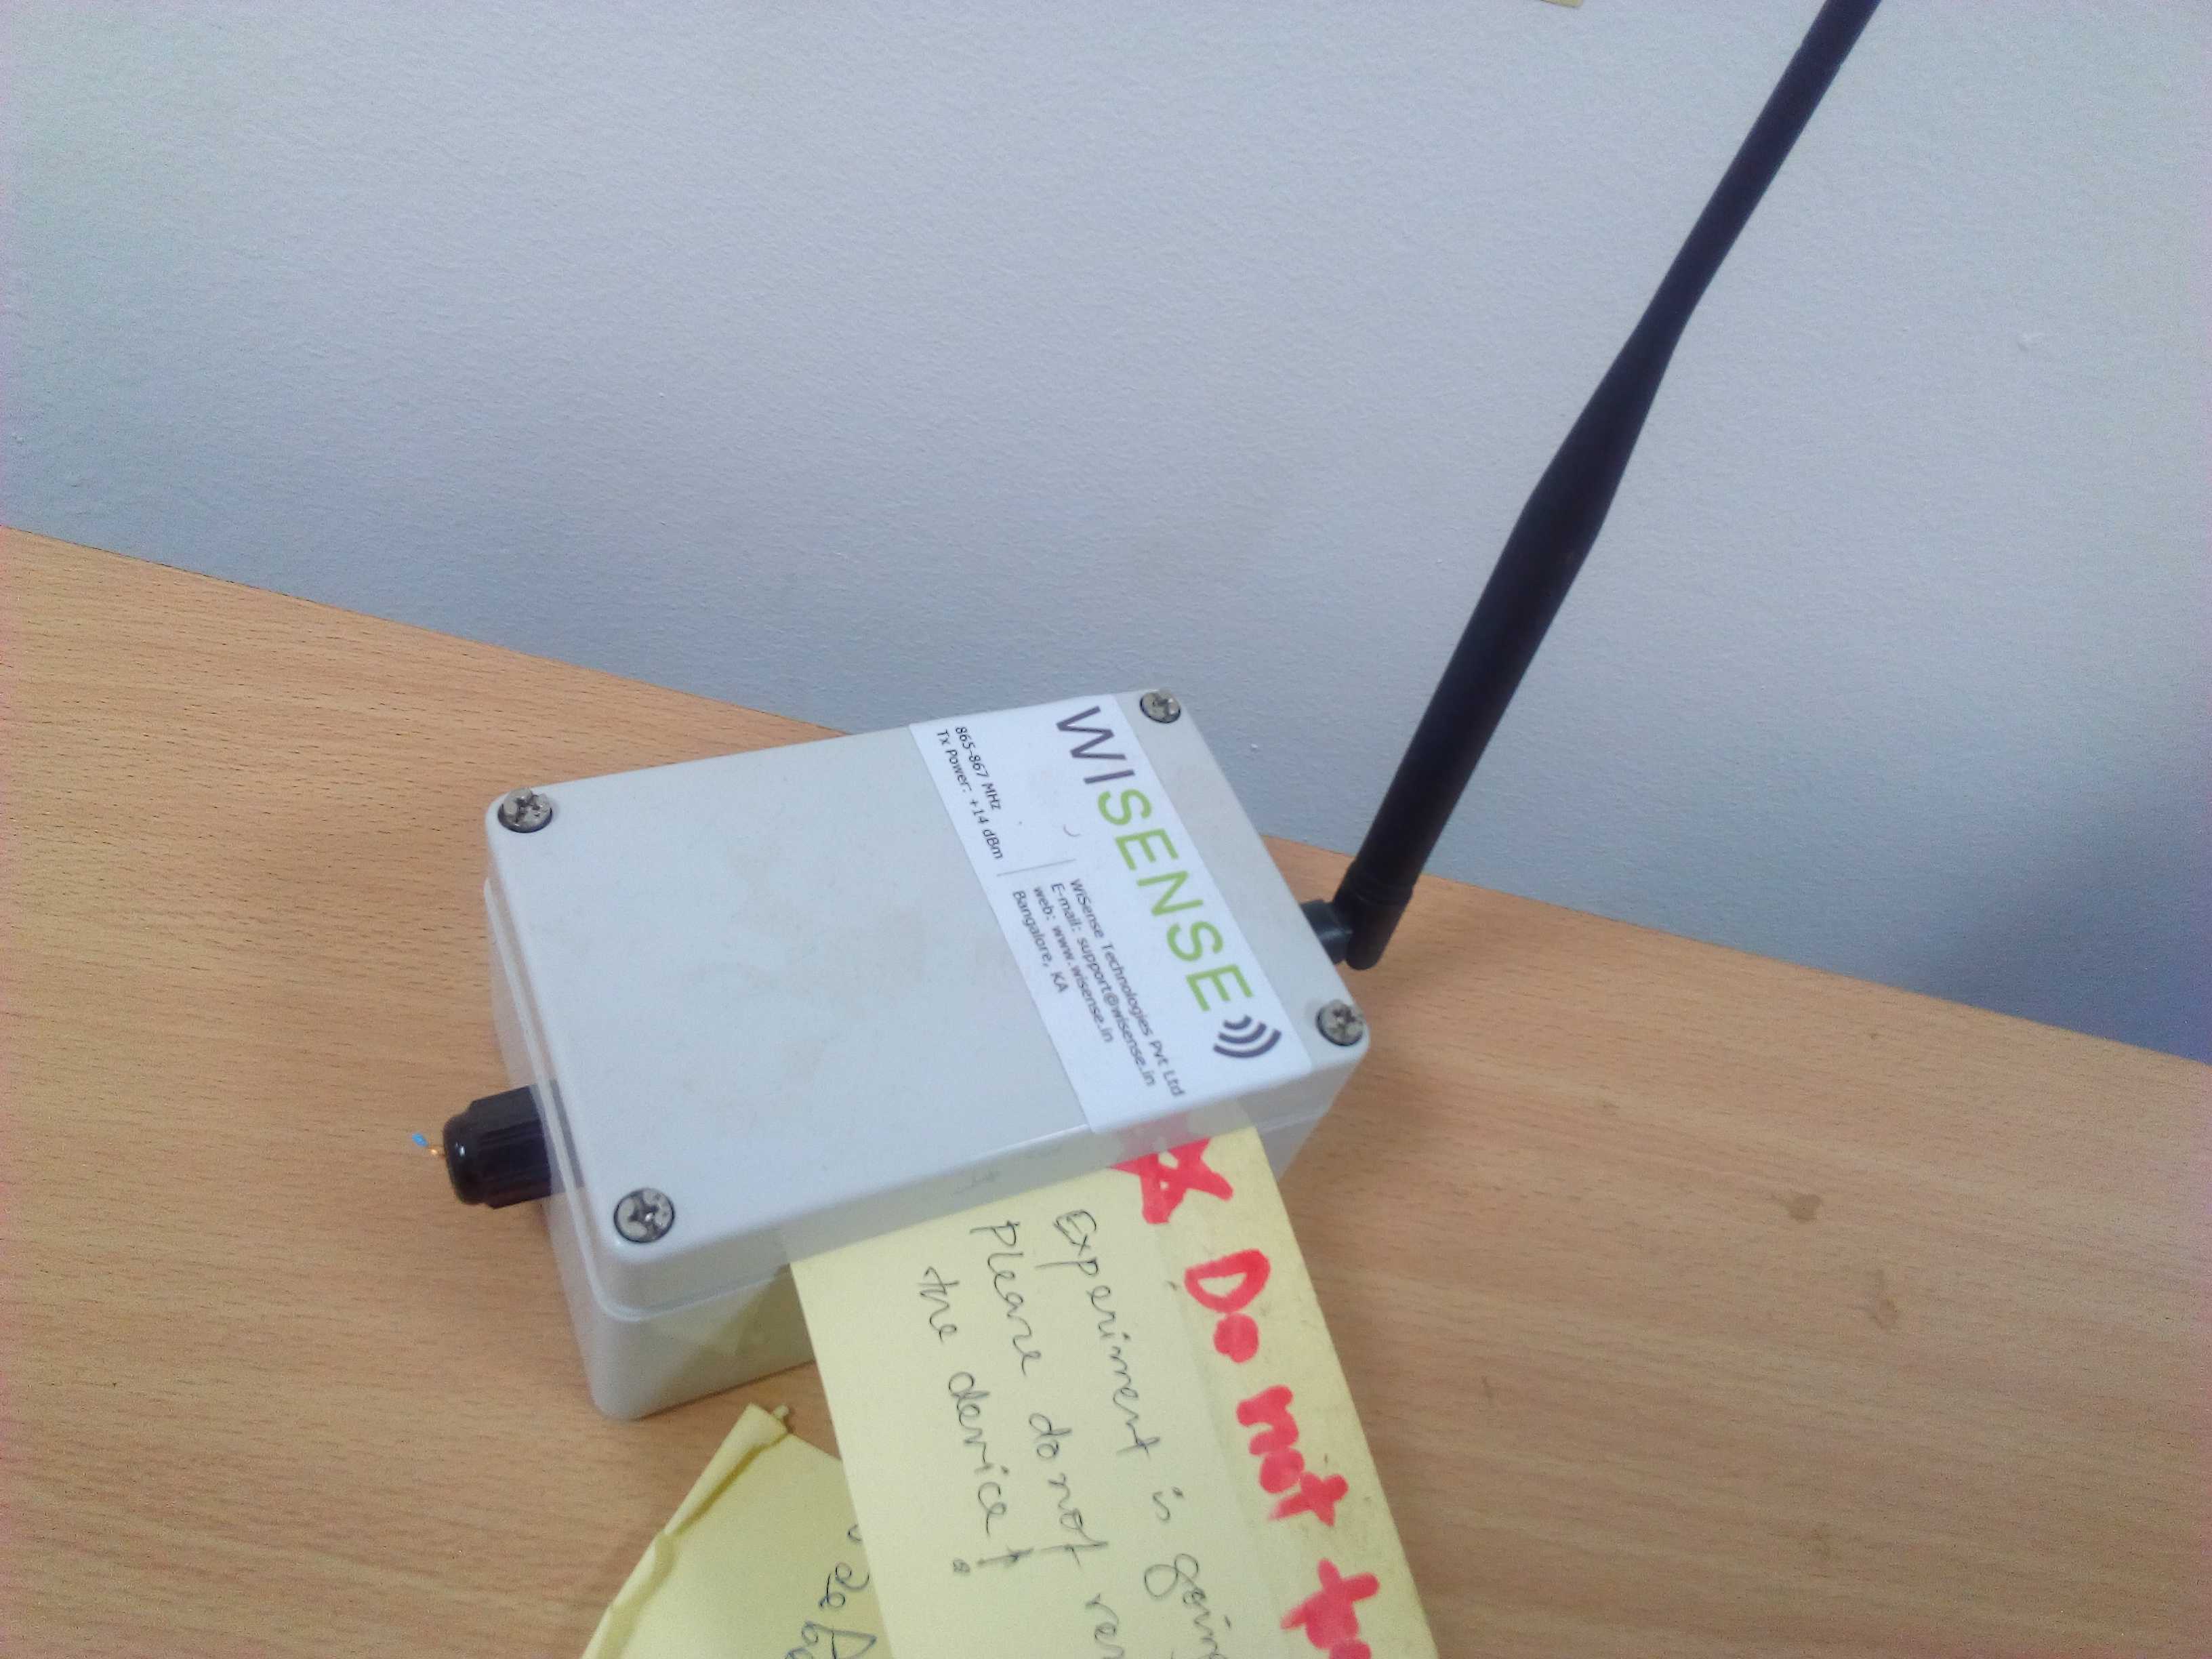 WISENSE
865-867 MHz
Tx Power: +14 dBm
WiSense Technologies Pvt Ltd
E-mail: support@wisense.in
web: www.wisense.in
Bangalore, KA
Do not
Experiment is going
please do not
the device!